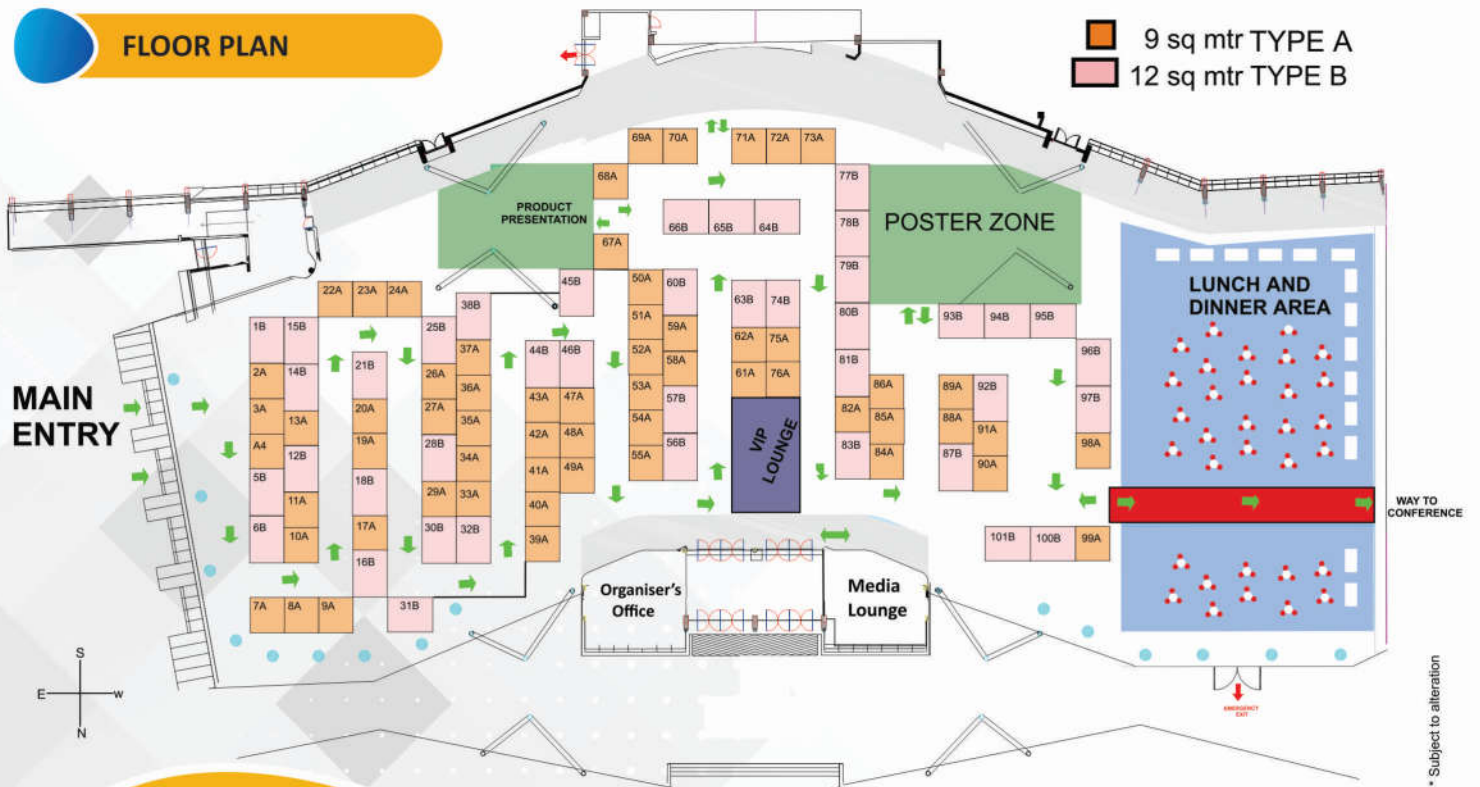 FLOOR PLAN
9 sq mtr TYPE A
12 sq mtr TYPE B
69A 70A 71A 72A 73A
68A
77B
PRODUCT
PRESENTATION
66B 65B 64B
78B
POSTER ZONE
67A
79B
LUNCH AND
DINNER AREA
22A 23A 24A
38B
45B
50A 60B
63B 74B
80B
93B 94B 95B
1B 15B
25B
51A 59A
62A 75A
2A 14B
21B
26A 37A
44B 46B
52A 58A
61A 76A
81B
96B
MAIN
ENTRY
3A 13A
20A
27A 36A
43A 47A
53A 57B
VIP
LOUNGE
82A 86A
89A 92B
97B
A4 12B
19A
28B 35A
42A 48A
54A 56B
83B 85A
88A 91A
98A
5B 11A
18B
29A 34A
41A 49A
55A
84A
87B 90A
6B 10A
17A
30B 33A
40A
16B
32B
39A
WAY TO
CONFERENCE
101B 100B 99A
7A 8A 9A
31B
Organiser's
Office
Media
Lounge
S
E W
N
EMERGENCY
EXIT
* Subject to alteration